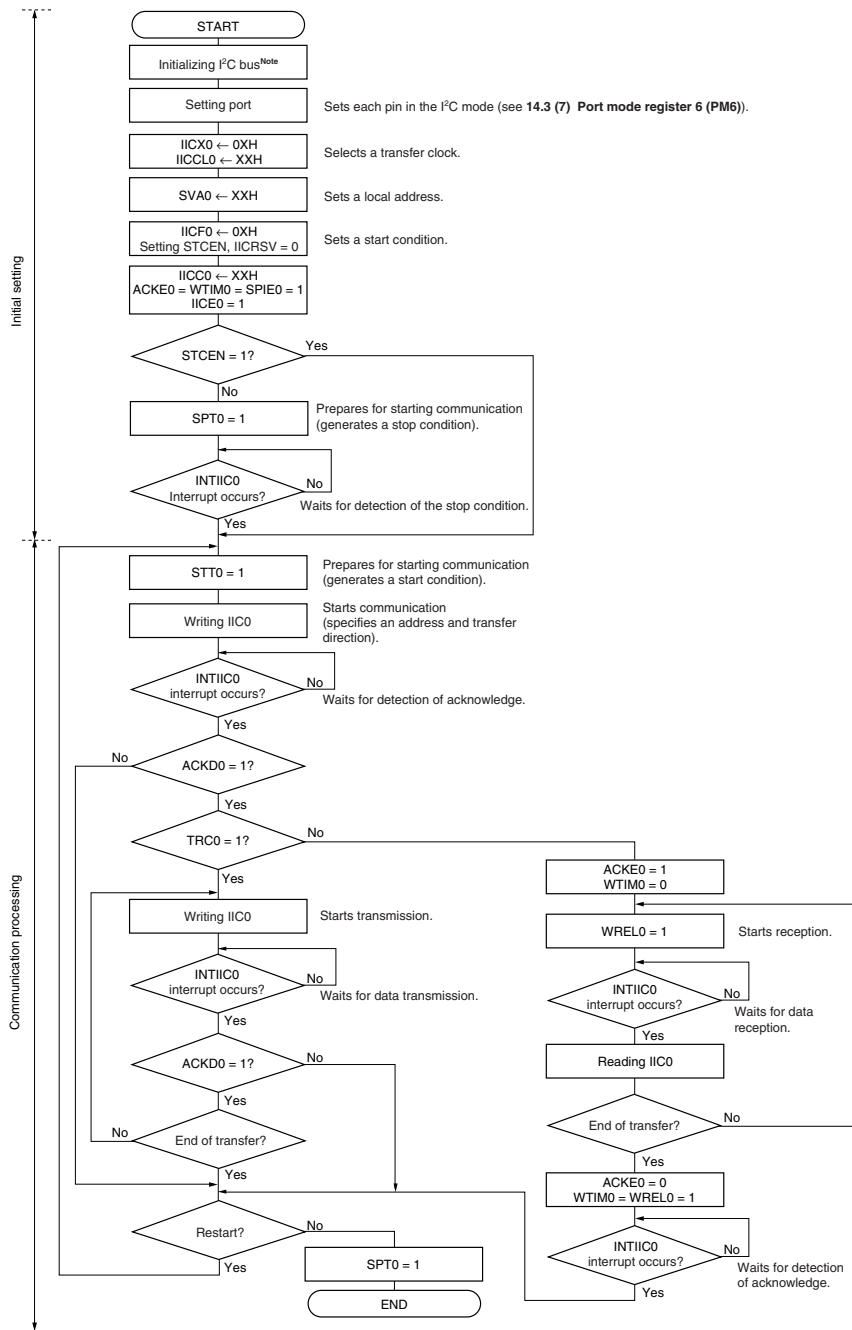 START
Initializing I²C busNote
Setting port
Sets each pin in the I²C mode (see 14.3 (7) Port mode register 6 (PM6)).
IICX0 ← 0XH
IICCL0 ← XXH
Selects a transfer clock.
SVA0 ← XXH
Sets a local address.
IICF0 ← 0XH
Setting STCEN, IICRSV = 0
Sets a start condition.
Initial setting
IICC0 ← XXH
ACKE0 = WTIM0 = SPIE0 = 1
IICE0 = 1
STCEN = 1?
Yes
No
SPT0 = 1
Prepares for starting communication
(generates a stop condition).
INTIIC0
Interrupt occurs?
No
Waits for detection of the stop condition.
Yes
STT0 = 1
Prepares for starting communication
(generates a start condition).
Writing IIC0
Starts communication
(specifies an address and transfer
direction).
INTIIC0
interrupt occurs?
No
Waits for detection of acknowledge.
Yes
No
ACKD0 = 1?
Yes
TRC0 = 1?
No
Yes
Communication processing
Writing IIC0
Starts transmission.
INTIIC0
interrupt occurs?
No
Waits for data transmission.
Yes
ACKD0 = 1?
No
Yes
No
End of transfer?
Yes
Restart?
No
Yes
SPT0 = 1
END
ACKE0 = 1
WTIM0 = 0
WREL0 = 1
Starts reception.
INTIIC0
interrupt occurs?
No
Waits for data
reception.
Yes
Reading IIC0
End of transfer?
No
Yes
ACKE0 = 0
WTIM0 = WREL0 = 1
INTIIC0
interrupt occurs?
No
Waits for detection
of acknowledge.
Yes